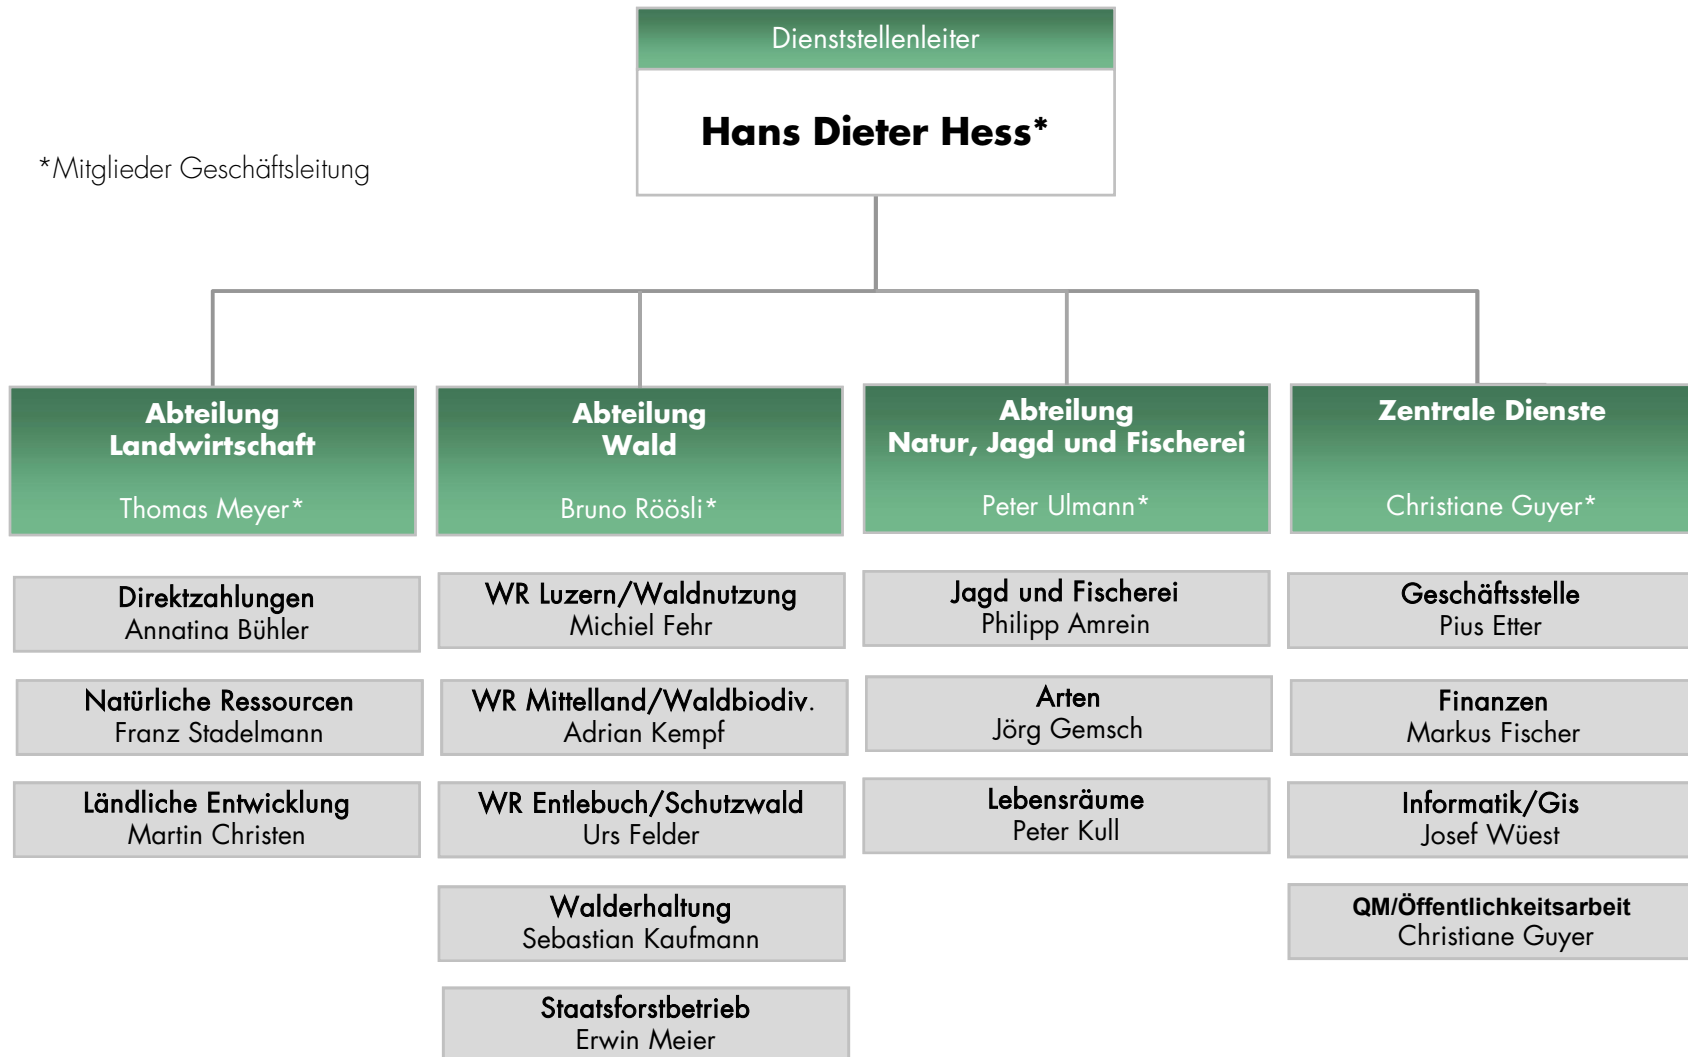 Dienststellenleiter
Hans Dieter Hess*
*Mitglieder Geschäftsleitung
Abteilung
Landwirtschaft
Thomas Meyer*
Abteilung
Wald
Bruno Röösli*
Abteilung
Natur, Jagd und Fischerei
Peter Ulmann*
Zentrale Dienste
Christiane Guyer*
Direktzahlungen
Annatina Bühler
Natürliche Ressourcen
Franz Stadelmann
Ländliche Entwicklung
Martin Christen
WR Luzern/Waldnutzung
Michiel Fehr
WR Mittelland/Waldbiodiv.
Adrian Kempf
WR Entlebuch/Schutzwald
Urs Felder
Walderhaltung
Sebastian Kaufmann
Staatsforstbetrieb
Erwin Meier
Jagd und Fischerei
Philipp Amrein
Arten
Jörg Gemsch
Lebensräume
Peter Kull
Geschäftsstelle
Pius Etter
Finanzen
Markus Fischer
Informatik/Gis
Josef Wüest
QM/Öffentlichkeitsarbeit
Christiane Guyer